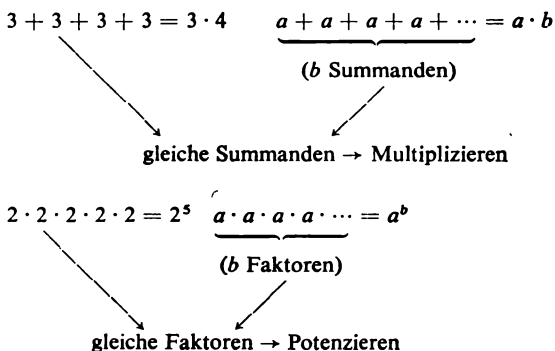 3 + 3 + 3 + 3 = 3 · 4 a + a + a + a + ··· = a · b
(b Summanden)
gleiche Summanden → Multiplizieren
2 · 2 · 2 · 2 · 2 = 2⁵ a · a · a · a · ··· = aᵇ
(b Faktoren)
gleiche Faktoren → Potenzieren